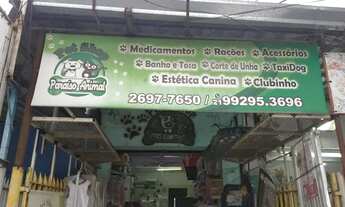 Pet Shop
Paraíso Animal
Medicamentos Rações Acessórios
Banho e Tosa Corte de Unha TaxiDog
Estética Canina Clubinho
2697-7650 / 99295.3696